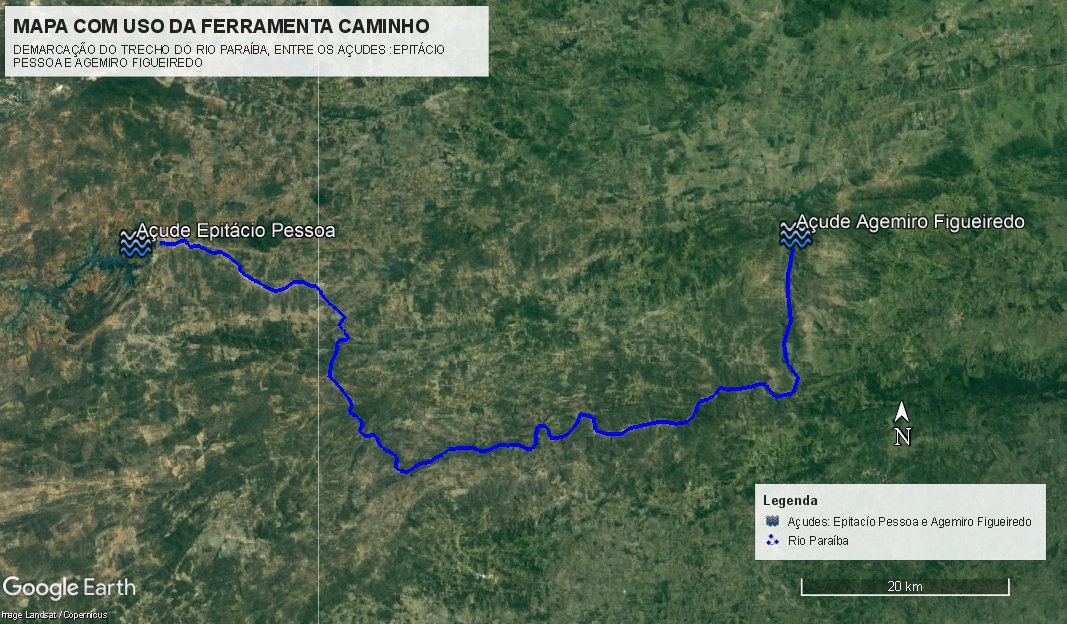 MAPA COM USO DA FERRAMENTA CAMINHO
DEMARCAÇÃO DO TRECHO DO RIO PARAÍBA, ENTRE OS AÇUDES :EPITÁCIO
PESSOA E AGEMIRO FIGUEIREDO
Açude Epitácio Pessoa
Açude Agemiro Figueiredo
N
Legenda
Açudes: Epitacío Pessoa e Agemiro Figueiredo
Rio Paraíba
20 km
Google Earth
Image Landsat / Copernicus